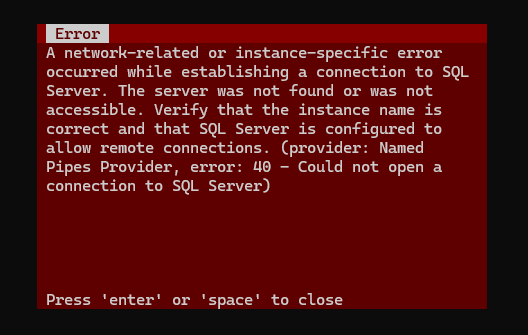 Error
A network-related or instance-specific error
occurred while establishing a connection to SQL
Server. The server was not found or was not
accessible. Verify that the instance name is
correct and that SQL Server is configured to
allow remote connections. (provider: Named
Pipes Provider, error: 40 - Could not open a
connection to SQL Server)
Press 'enter' or 'space' to close